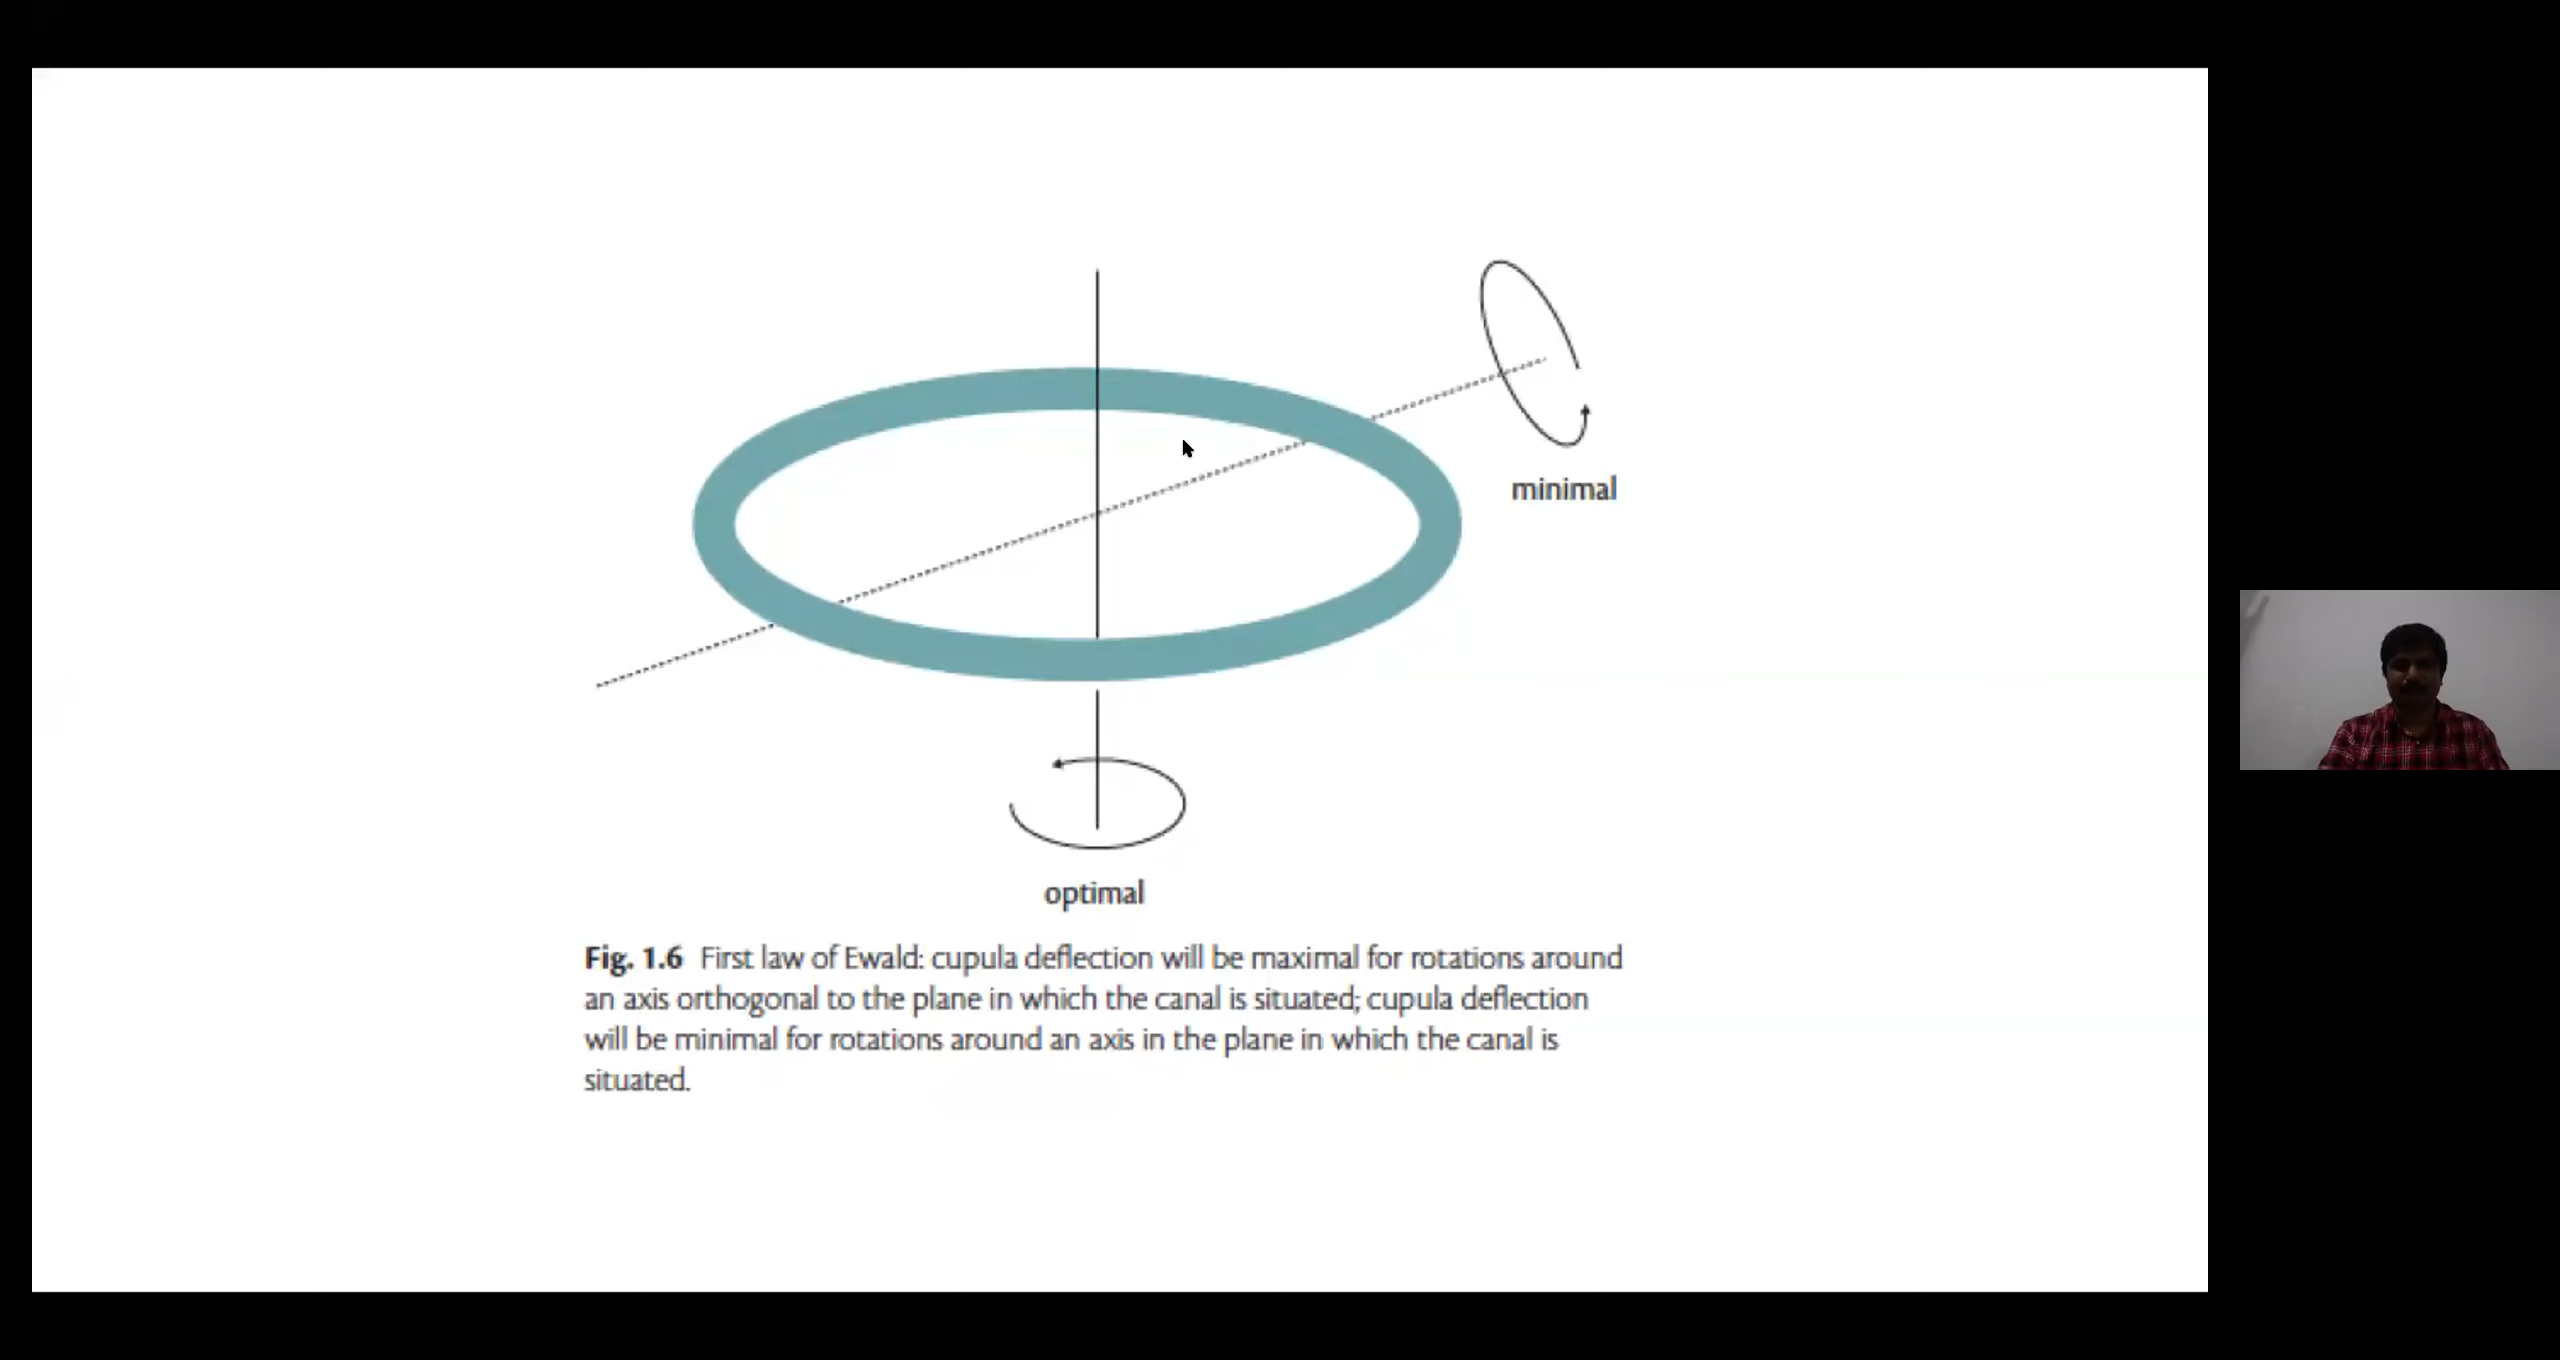 minimal
optimal
Fig. 1.6 First law of Ewald: cupula deflection will be maximal for rotations around
an axis orthogonal to the plane in which the canal is situated; cupula deflection
will be minimal for rotations around an axis in the plane in which the canal is
situated.